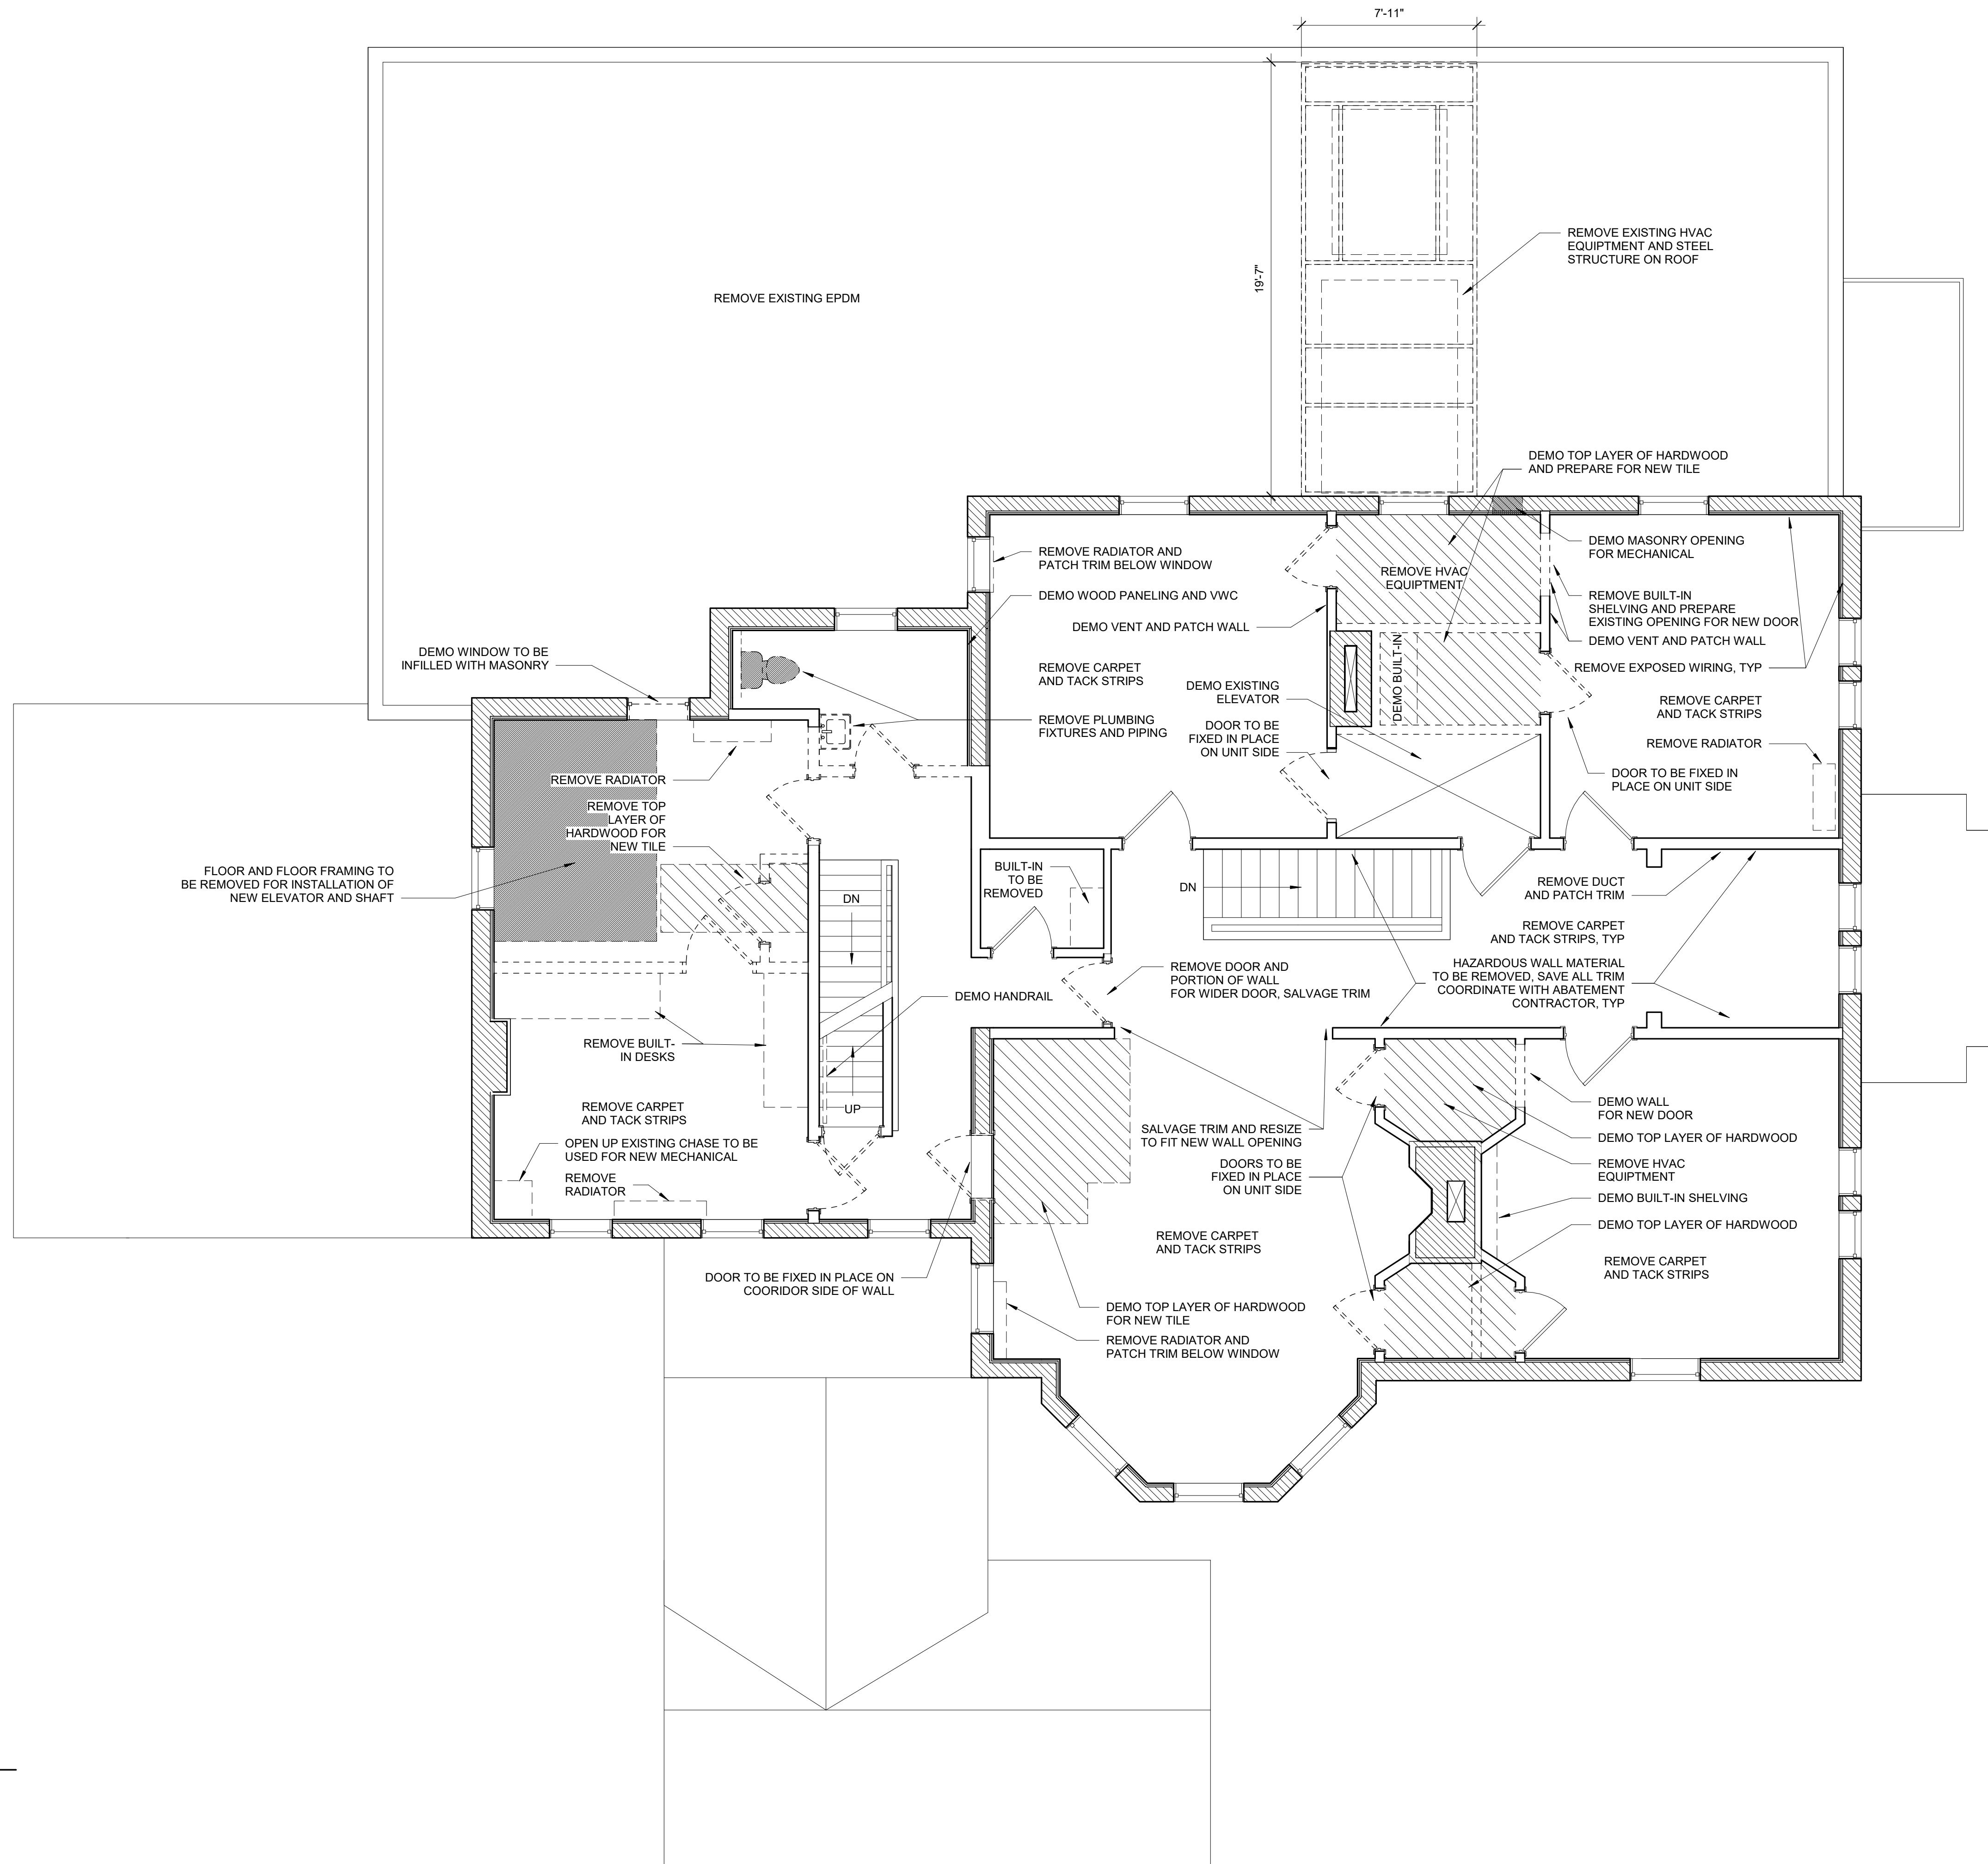 7'-11"
19'-7"
REMOVE EXISTING HVAC
EQUIPTMENT AND STEEL
STRUCTURE ON ROOF
REMOVE EXISTING EPDM
DEMO TOP LAYER OF HARDWOOD
AND PREPARE FOR NEW TILE
REMOVE RADIATOR AND
PATCH TRIM BELOW WINDOW
DEMO WOOD PANELING AND VWC
DEMO VENT AND PATCH WALL
REMOVE HVAC
EQUIPTMENT
DEMO MASONRY OPENING
FOR MECHANICAL
REMOVE BUILT-IN
SHELVING AND PREPARE
EXISTING OPENING FOR NEW DOOR
DEMO VENT AND PATCH WALL
REMOVE EXPOSED WIRING, TYP
DEMO WINDOW TO BE
INFILLED WITH MASONRY
REMOVE CARPET
AND TACK STRIPS
DEMO BUILT-IN
DEMO EXISTING
ELEVATOR
REMOVE CARPET
AND TACK STRIPS
REMOVE PLUMBING
FIXTURES AND PIPING
DOOR TO BE
FIXED IN PLACE
ON UNIT SIDE
REMOVE RADIATOR
DOOR TO BE FIXED IN
PLACE ON UNIT SIDE
REMOVE RADIATOR
REMOVE TOP
LAYER OF
HARDWOOD FOR
NEW TILE
FLOOR AND FLOOR FRAMING TO
BE REMOVED FOR INSTALLATION OF
NEW ELEVATOR AND SHAFT
DN
BUILT-IN
TO BE
REMOVED
DN
REMOVE DUCT
AND PATCH TRIM
REMOVE CARPET
AND TACK STRIPS, TYP
REMOVE DOOR AND
PORTION OF WALL
FOR WIDER DOOR, SALVAGE TRIM
HAZARDOUS WALL MATERIAL
TO BE REMOVED, SAVE ALL TRIM
COORDINATE WITH ABATEMENT
CONTRACTOR, TYP
DEMO HANDRAIL
REMOVE BUILT-
IN DESKS
UP
REMOVE CARPET
AND TACK STRIPS
OPEN UP EXISTING CHASE TO BE
USED FOR NEW MECHANICAL
REMOVE
RADIATOR
SALVAGE TRIM AND RESIZE
TO FIT NEW WALL OPENING
DOORS TO BE
FIXED IN PLACE
ON UNIT SIDE
DEMO WALL
FOR NEW DOOR
DEMO TOP LAYER OF HARDWOOD
REMOVE HVAC
EQUIPTMENT
DEMO BUILT-IN SHELVING
DEMO TOP LAYER OF HARDWOOD
REMOVE CARPET
AND TACK STRIPS
REMOVE CARPET
AND TACK STRIPS
DOOR TO BE FIXED IN PLACE ON
COORIDOR SIDE OF WALL
DEMO TOP LAYER OF HARDWOOD
FOR NEW TILE
REMOVE RADIATOR AND
PATCH TRIM BELOW WINDOW